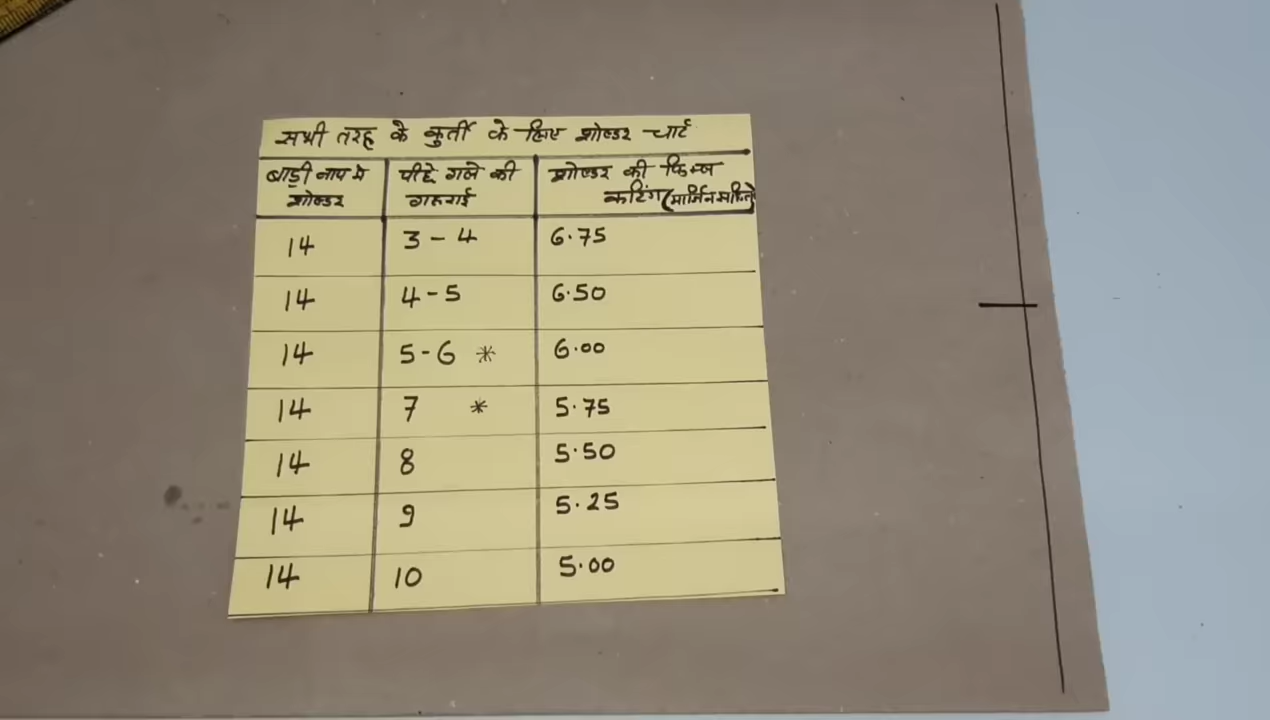 सभी तरह के कुर्ती के लिए शोल्डर चार्ट
बाड़ी नाप मे शोल्डर | पीछे गले की गहराई | शोल्डर की फिक्स कटिंग (मार्जिन सहित)
14 | 3 - 4 | 6.75
14 | 4 - 5 | 6.50
14 | 5 - 6 * | 6.00
14 | 7 * | 5.75
14 | 8 | 5.50
14 | 9 | 5.25
14 | 10 | 5.00